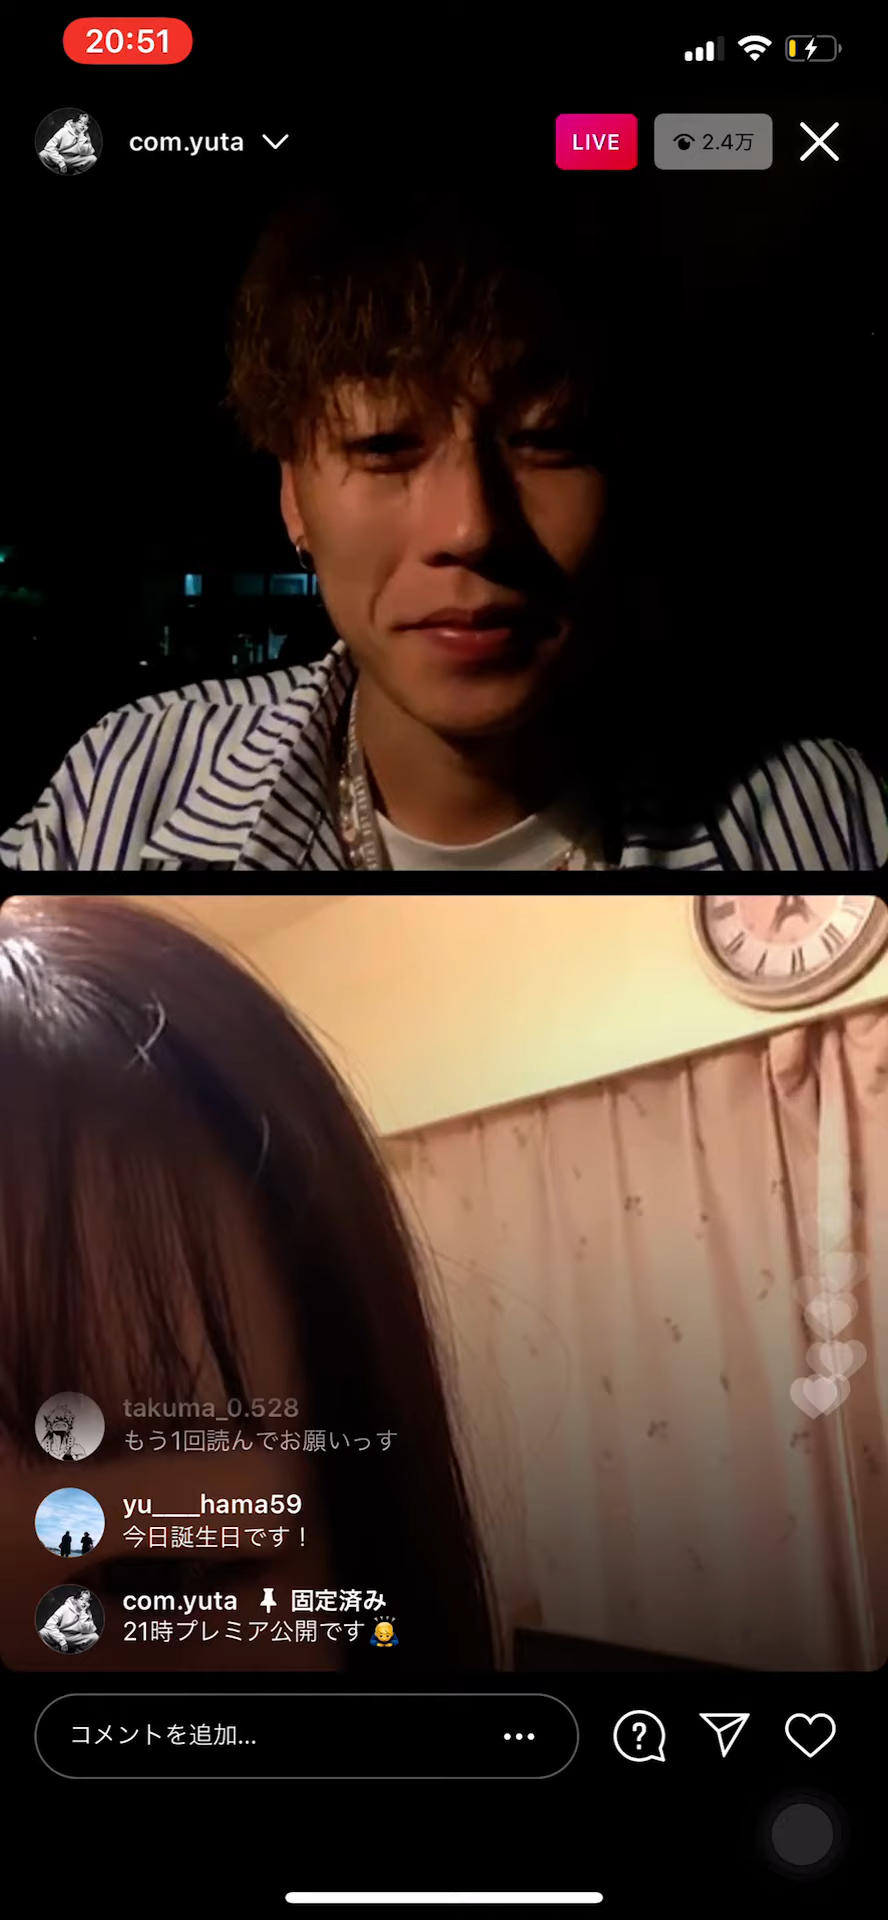 20:51
com.yuta
LIVE
2.4万
takuma_0.528
もう1回読んでお願いっす
yu____hama59
今日誕生日です！
com.yuta 固定済み
21時プレミア公開です🙇
コメントを追加...